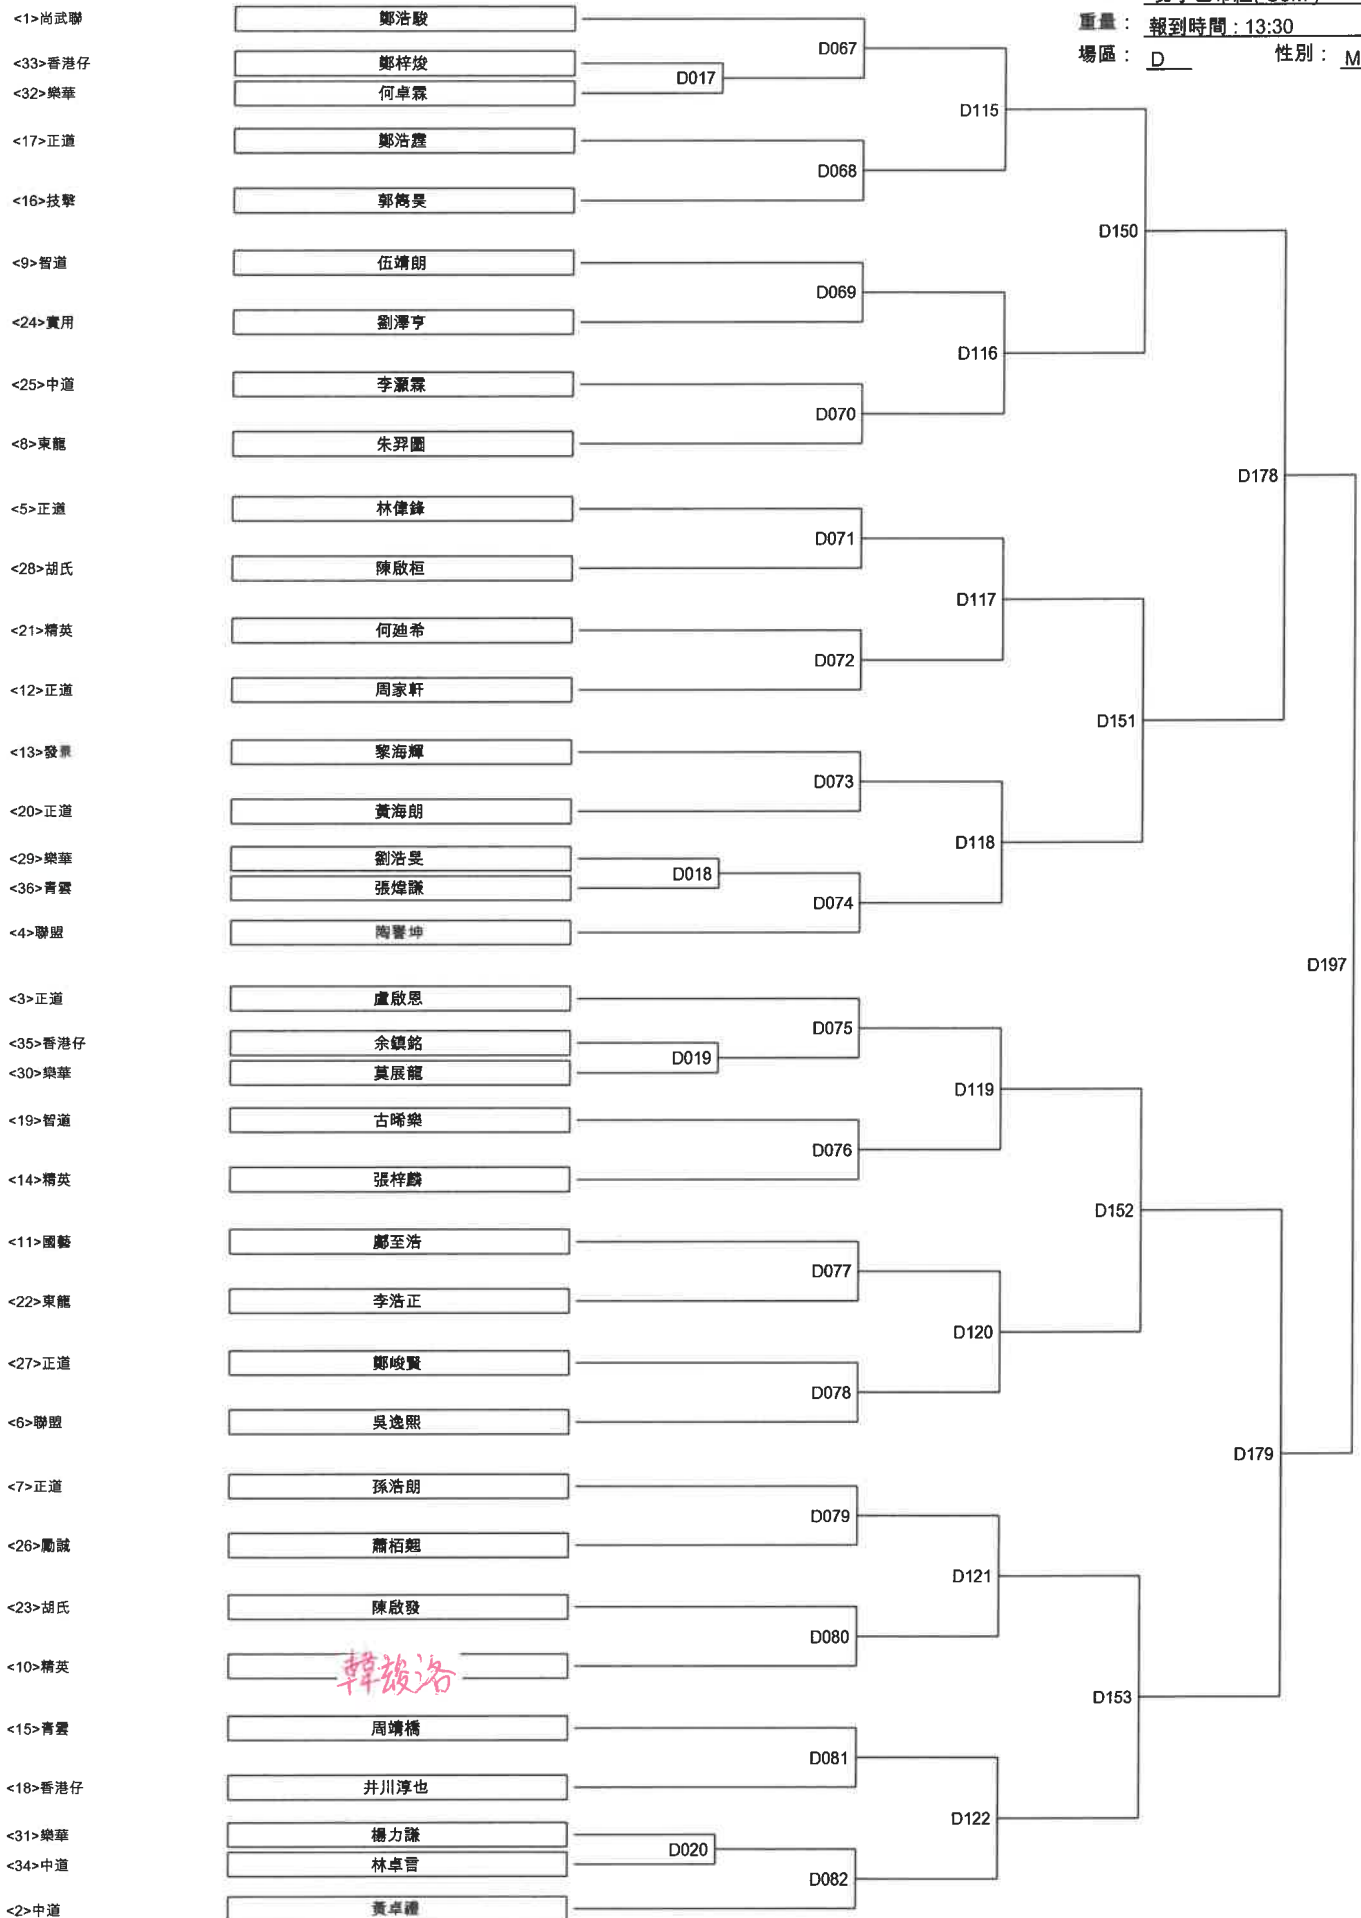 重量： 報到時間 : 13:30
場區： D 性別： M
<1>尚武聯 鄭浩駿
D067
<33>香港仔 鄭梓焌
D017
<32>樂華 何卓霖
D115
<17>正道 鄭浩霆
D068
<16>技擊 郭雋昊
D150
<9>智道 伍靖朗
D069
<24>實用 劉澤亨
D116
<25>中道 李灝霖
D070
<8>東龍 朱羿圖
D178
<5>正道 林偉鋒
D071
<28>胡氏 陳啟桓
D117
<21>精英 何廸希
D072
<12>正道 周家軒
D151
<13>發 黎海輝
D073
<20>正道 黃海朗
D118
<29>樂華 劉浩旻
D018
<36>青雲 張煒謙
D074
<4>聯盟 陶譽坤
D197
<3>正道 盧啟恩
D075
<35>香港仔 余鎮銘
D019
<30>樂華 莫展龍
D119
<19>智道 古晞樂
D076
<14>精英 張梓麟
D152
<11>國藝 鄺至浩
D077
<22>東龍 李浩正
D120
<27>正道 鄭峻賢
D078
<6>聯盟 吳逸熙
D179
<7>正道 孫浩朗
D079
<26>勵誠 蕭栢翹
D121
<23>胡氏 陳啟發
D080
<10>精英 韓駿洛
D153
<15>青雲 周靖橋
D081
<18>香港仔 井川淳也
D122
<31>樂華 楊力謙
D020
<34>中道 林卓言
D082
<2>中道 黃卓禮